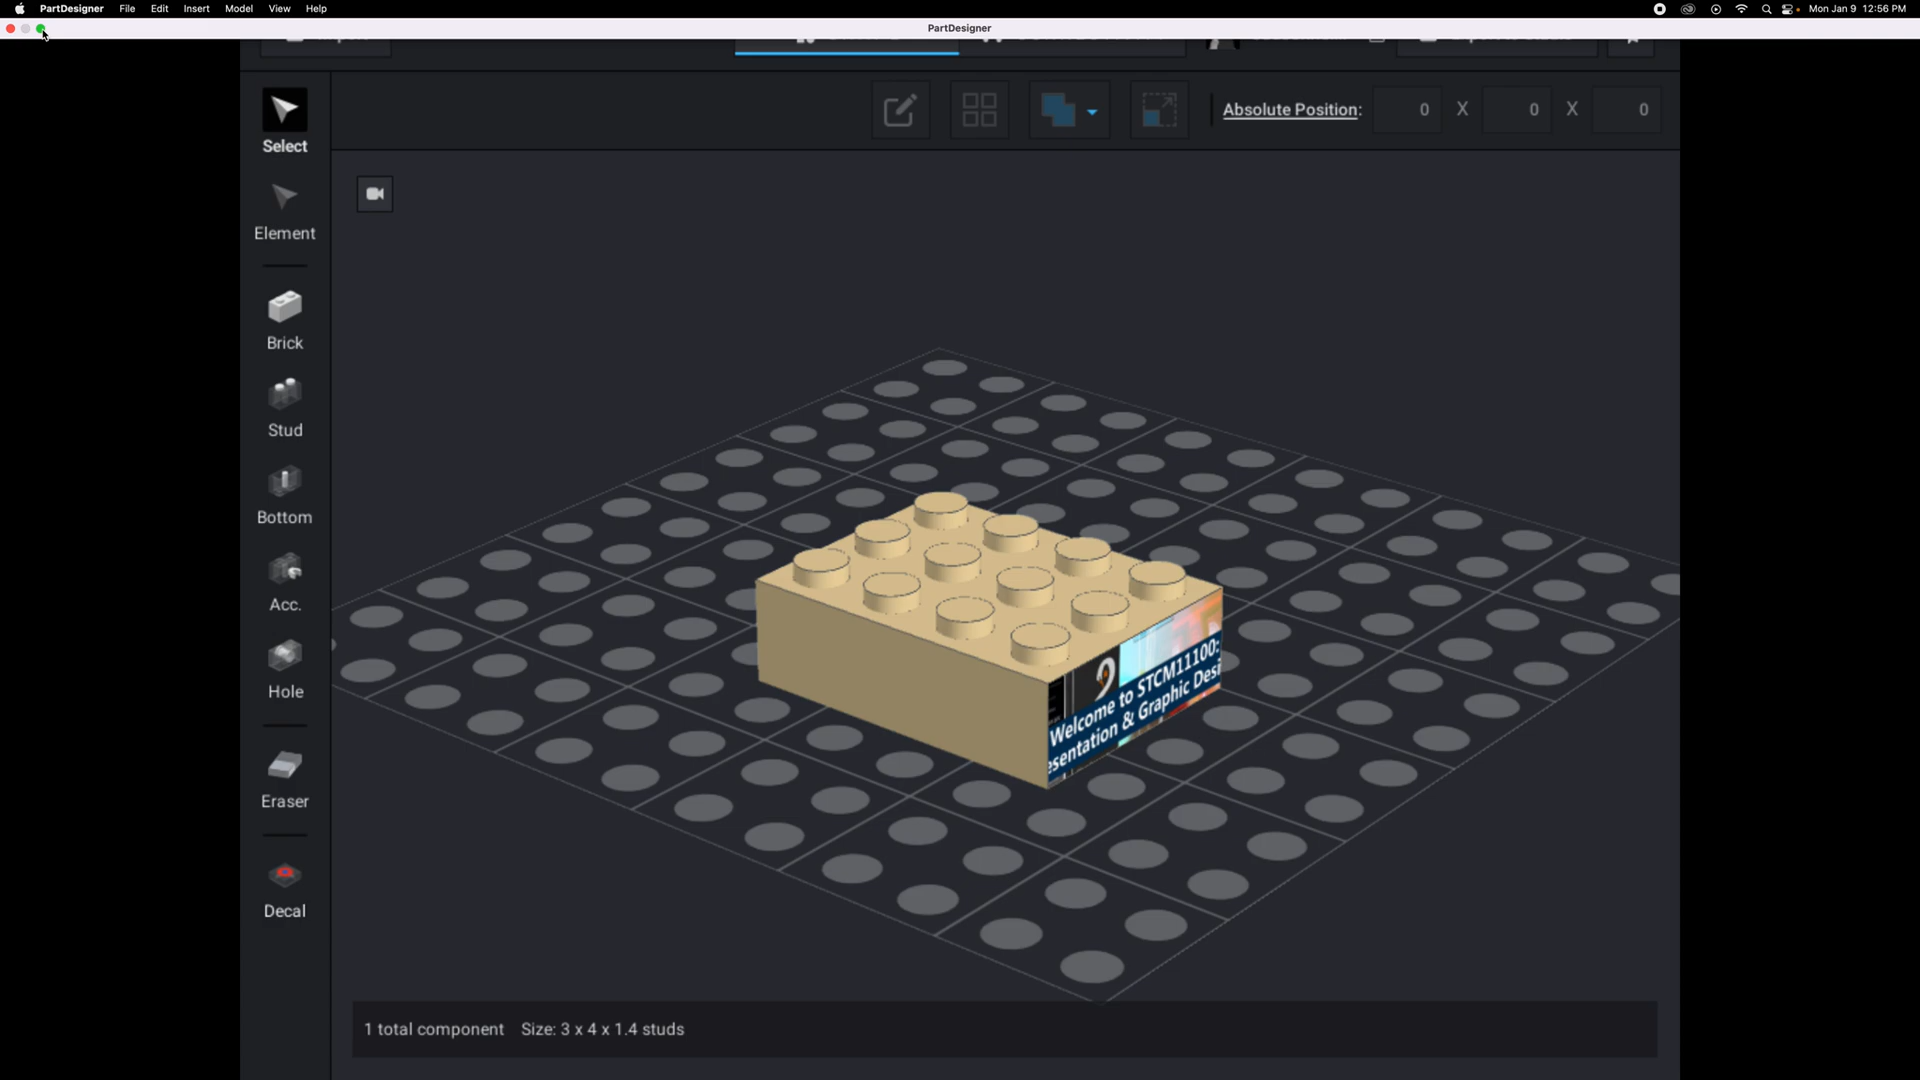 PartDesigner File Edit Insert Model View Help Mon Jan 9 12:56 PM
PartDesigner
Absolute Position: 0 X 0 X 0
Select
Element
Brick
Stud
Bottom
Acc.
Hole
Eraser
Decal
Welcome to STCM11100:
esentation & Graphic Desi
1 total component Size: 3 x 4 x 1.4 studs